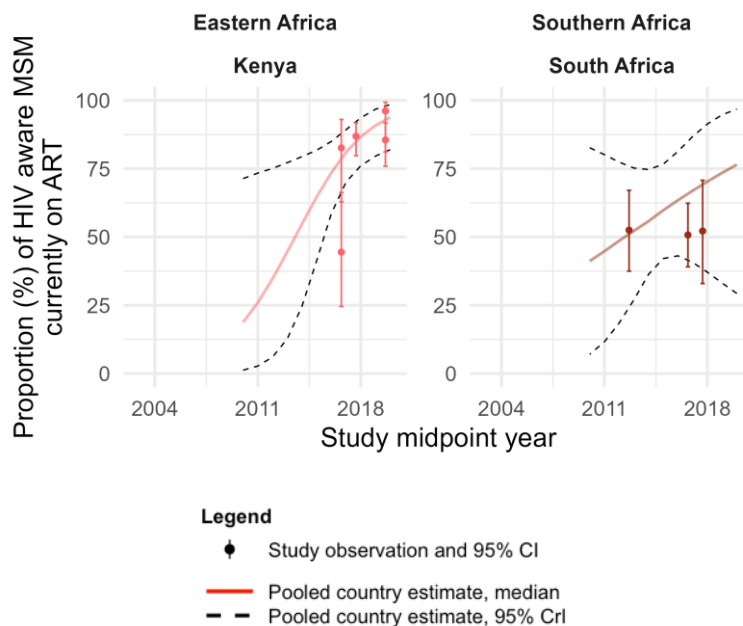 Eastern Africa
Southern Africa
Kenya
South Africa
Proportion (%) of HIV aware MSM
currently on ART
100
75
50
25
0
100
75
50
25
0
2004
2011
2018
2004
2011
2018
Study midpoint year
Legend
Study observation and 95% CI
Pooled country estimate, median
Pooled country estimate, 95% CrI